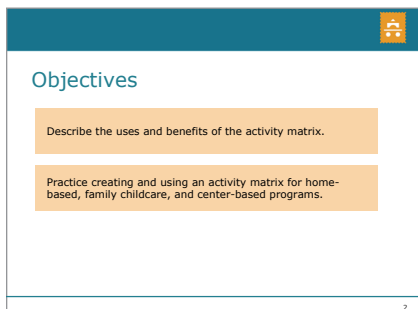 Objectives
Describe the uses and benefits of the activity matrix.
Practice creating and using an activity matrix for home-
based, family childcare, and center-based programs.
2